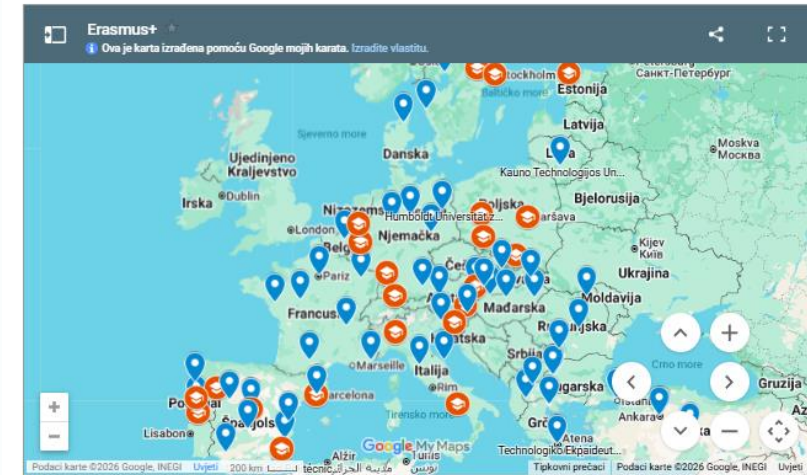 Erasmus+
Ova je karta izrađena pomoću Google mojih karata. Izradite vlastitu.
Stockholm
Санкт-Петербург
Baltičko more
Estonija
Sjeverno more
Latvija
Moskva
Москва
Ujedinjeno
Kraljevstvo
Danska
Kauno Technologijos Un...
Irska
Dublin
Bjelorusija
Poljska
Humboldt Universität z...
Varšava
London
Njemačka
Kijev
Київ
Pariz
Ukrajina
Moldavija
Mađarska
Francuska
Hrvatska
Srbija
Marseille
Italija
Crno more
Gruzija
Barcelona
Rim
Bugarska
Portugal
Istanbul
Ankara
Tirensko more
Lisabon
Atena
Google My Maps
Technologiko Ekpaideut...
Alžir
Tunis
تونس
Podaci karte ©2026 Google, INEGI
Uvjeti
200 km
Tipkovni prečaci
Podaci karte ©2026 Google, INEGI
Uvjeti